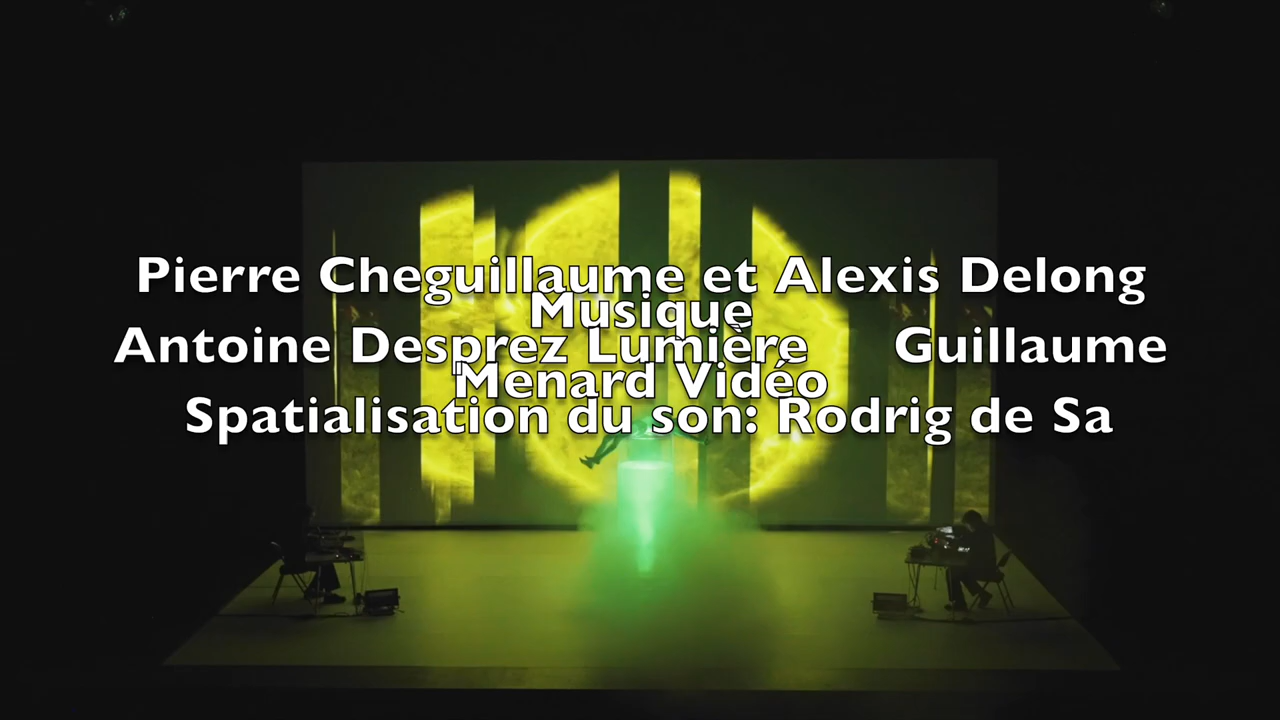 Pierre Cheguillaume et Alexis Delong
Musique
Antoine Desprez Lumière Guillaume
Menard Vidéo
Spatialisation du son: Rodrig de Sa